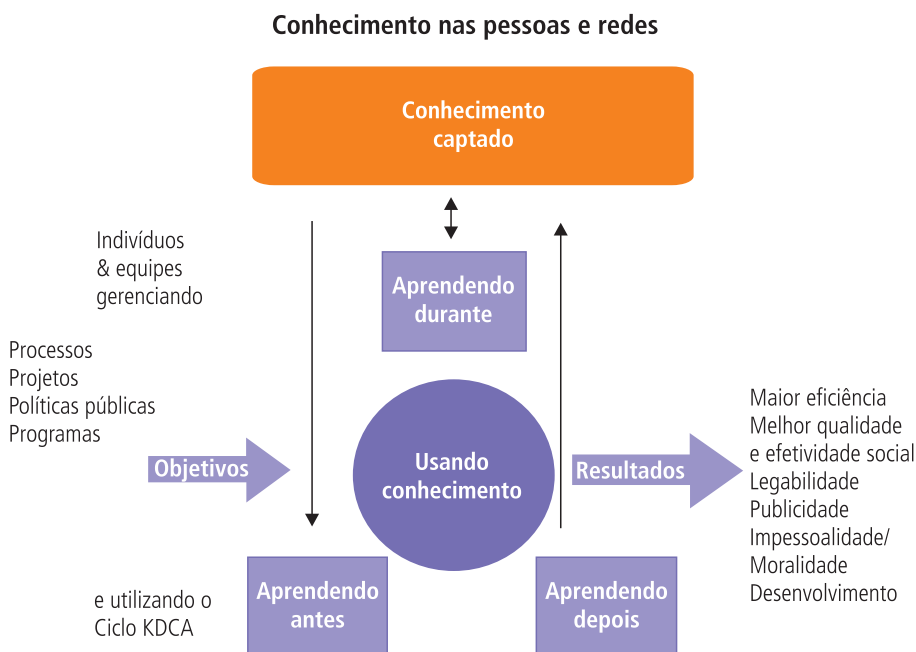 Conhecimento nas pessoas e redes
Conhecimento
captado
Indivíduos
& equipes
gerenciando
Aprendendo
durante
Processos
Projetos
Políticas públicas
Programas
Objetivos
Usando
conhecimento
Resultados
Maior eficiência
Melhor qualidade
e efetividade social
Legabilidade
Publicidade
Impessoalidade/
Moralidade
Desenvolvimento
e utilizando o
Ciclo KDCA
Aprendendo
antes
Aprendendo
depois